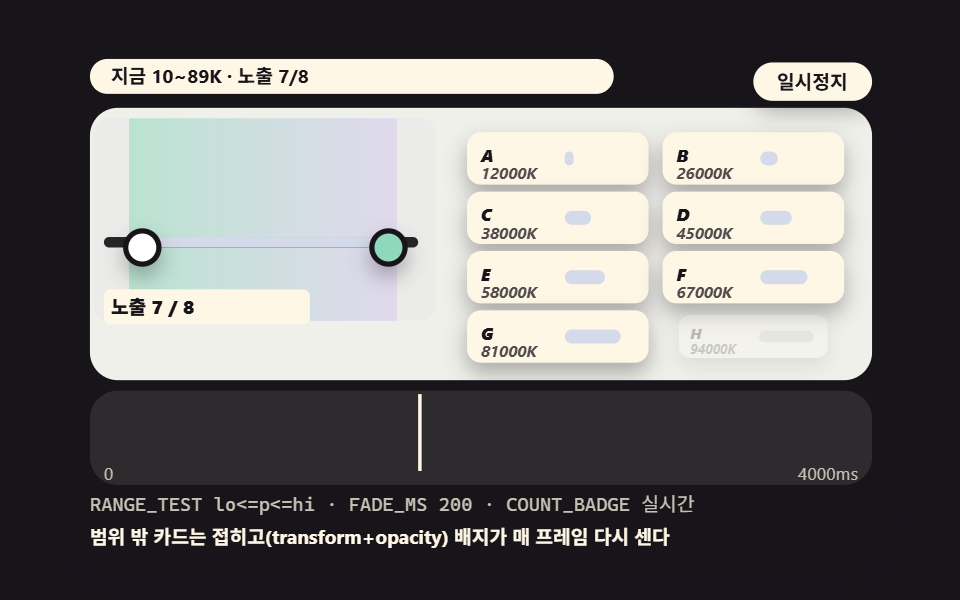 지금 10~89K · 노출 7/8
일시정지
A
12000K
B
26000K
C
38000K
D
45000K
E
58000K
F
67000K
G
81000K
H
94000K
노출 7 / 8
0
4000ms
RANGE_TEST lo<=p<=hi · FADE_MS 200 · COUNT_BADGE 실시간
범위 밖 카드는 접히고(transform+opacity) 배지가 매 프레임 다시 센다